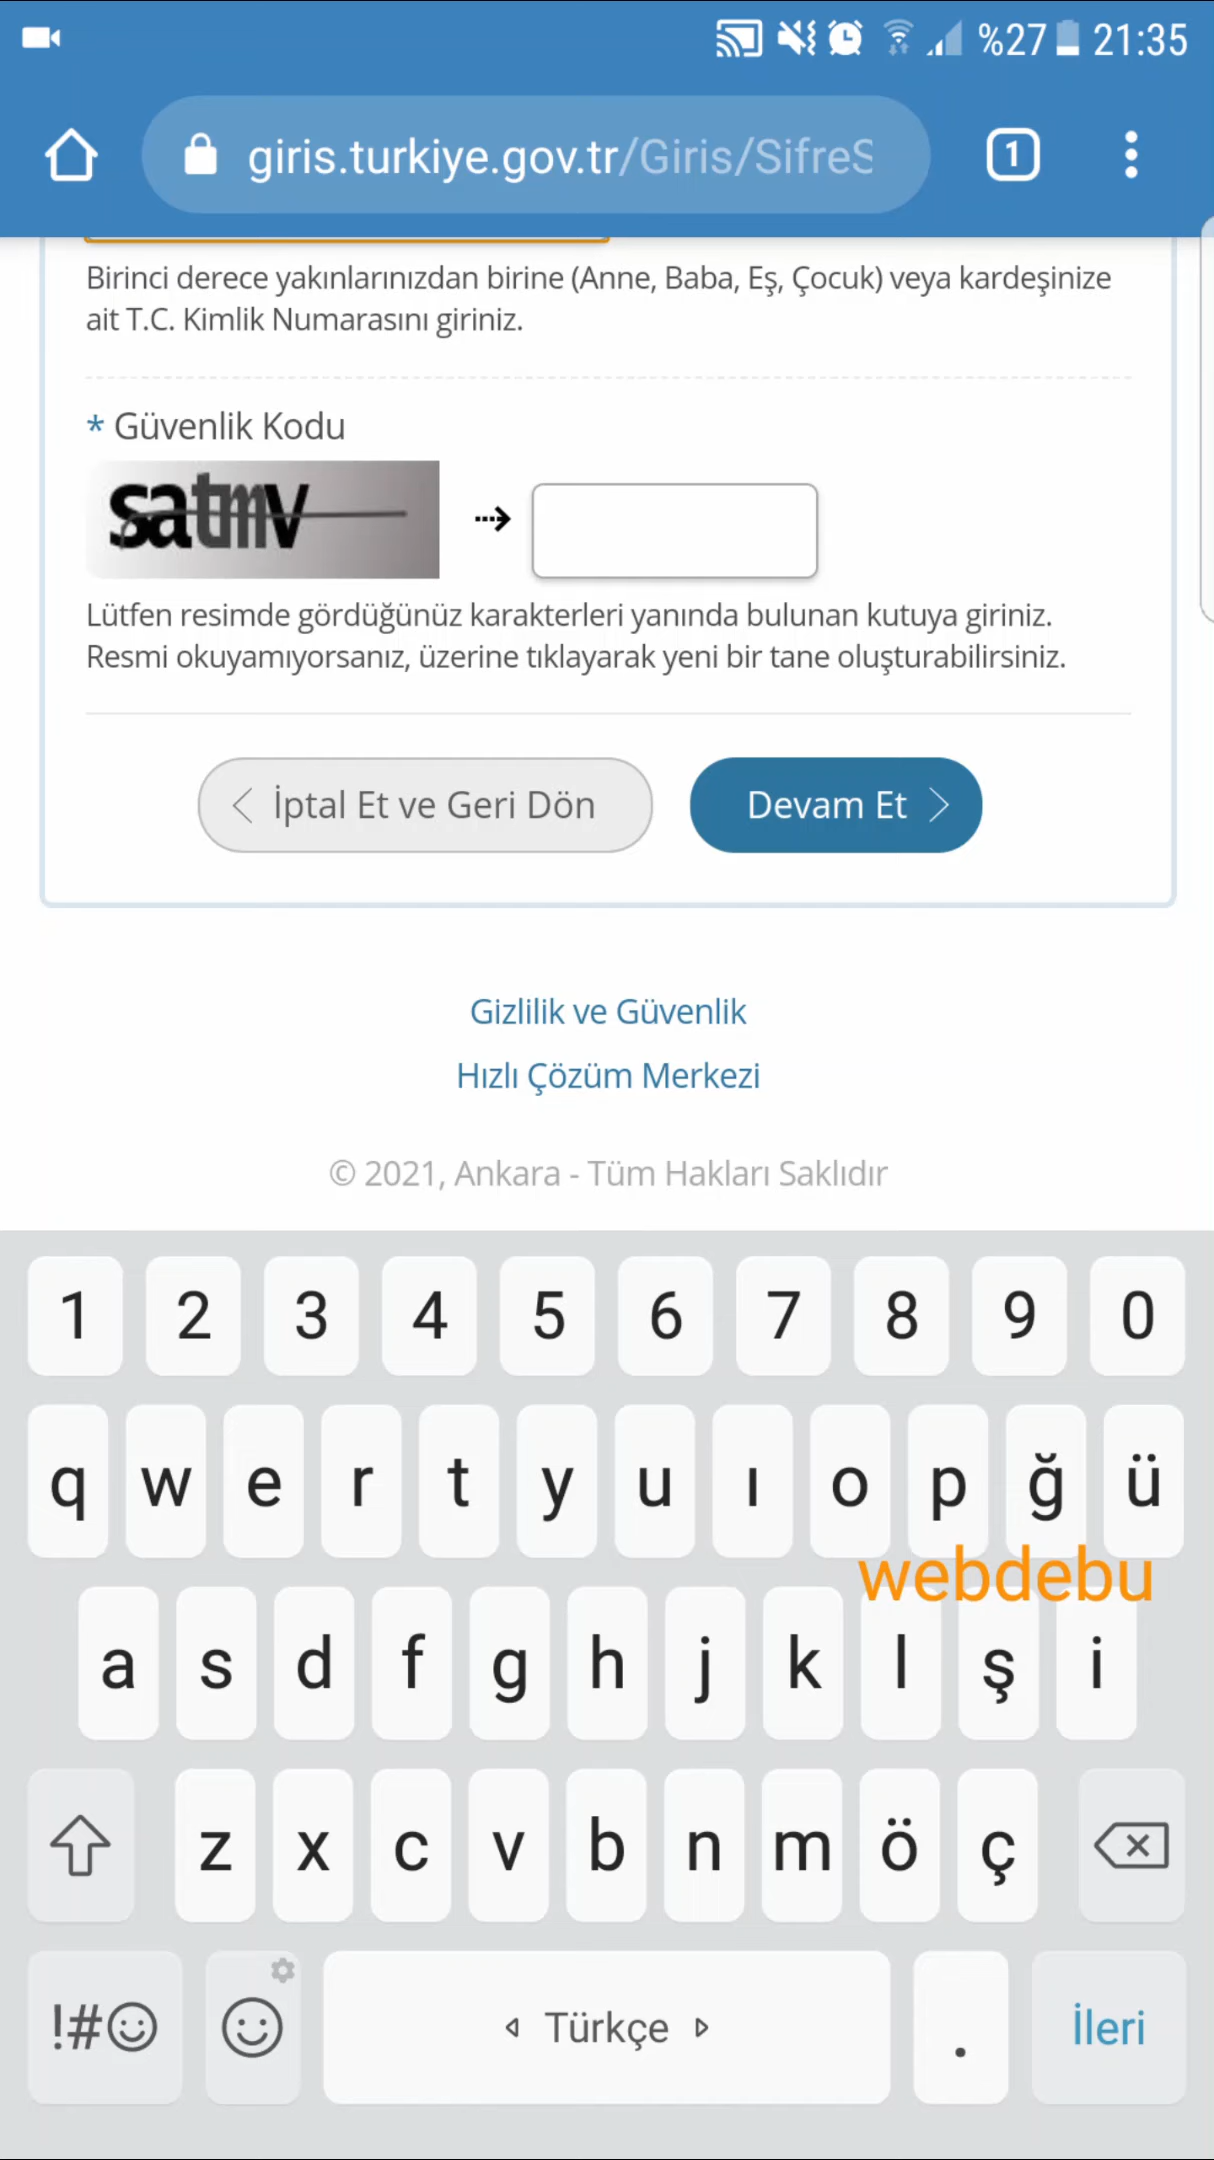 %27 21:35
giris.turkiye.gov.tr/Giris/SifreS
1
Birinci derece yakınlarınızdan birine (Anne, Baba, Eş, Çocuk) veya kardeşinize
ait T.C. Kimlik Numarasını giriniz.
* Güvenlik Kodu
satmv
Lütfen resimde gördüğünüz karakterleri yanında bulunan kutuya giriniz.
Resmi okuyamıyorsanız, üzerine tıklayarak yeni bir tane oluşturabilirsiniz.
İptal Et ve Geri Dön
Devam Et
Gizlilik ve Güvenlik
Hızlı Çözüm Merkezi
© 2021, Ankara - Tüm Hakları Saklıdır
1 2 3 4 5 6 7 8 9 0
q w e r t y u ı o p ğ ü
webdebu
a s d f g h j k l ş i
z x c v b n m ö ç
!#
Türkçe
.
İleri